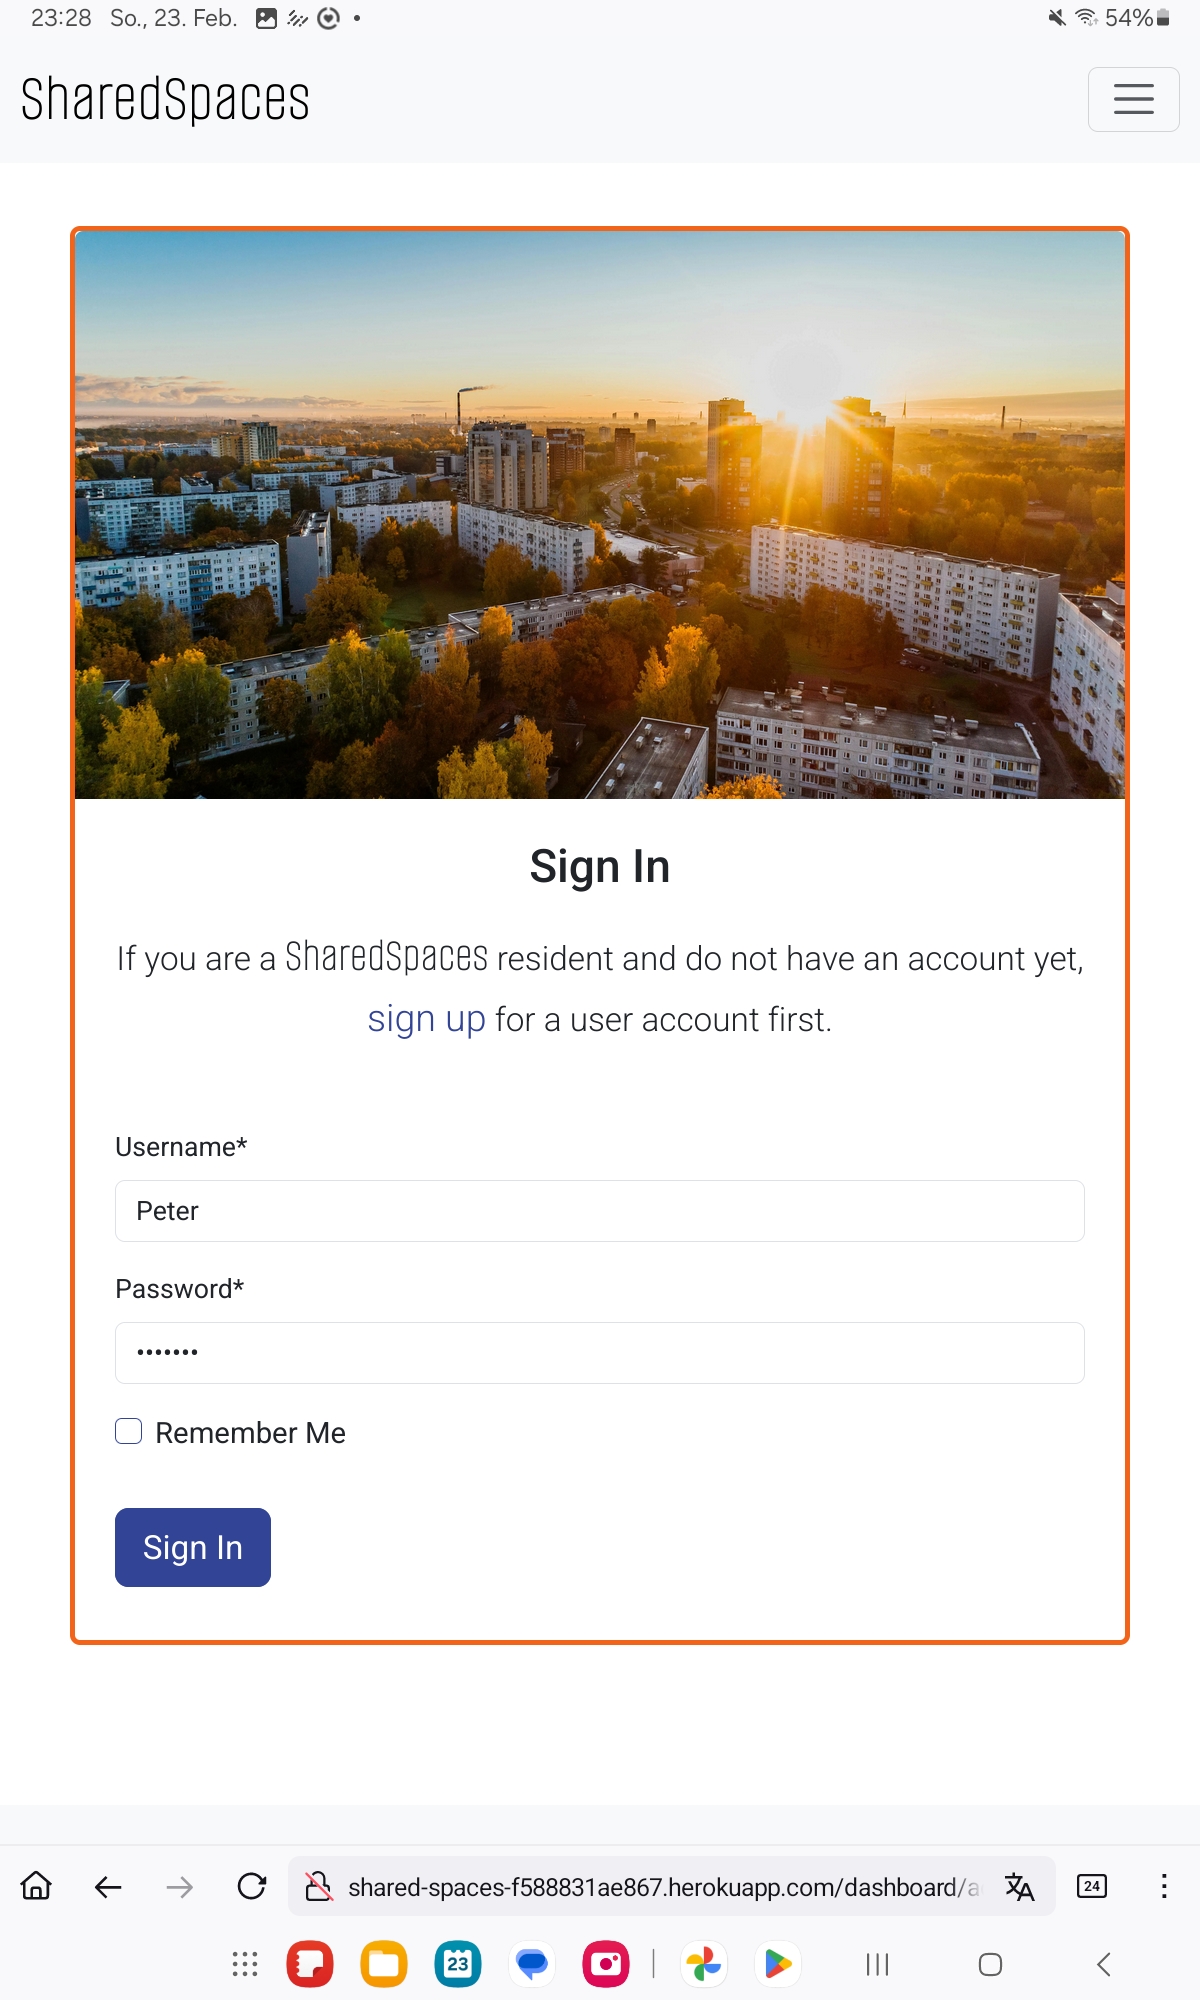 23:28 So., 23. Feb. 54%
SharedSpaces
Sign In
If you are a SharedSpaces resident and do not have an account yet,
sign up for a user account first.
Username*
Peter
Password*
•••••••
Remember Me
Sign In
shared-spaces-f588831ae867.herokuapp.com/dashboard/a
24
23